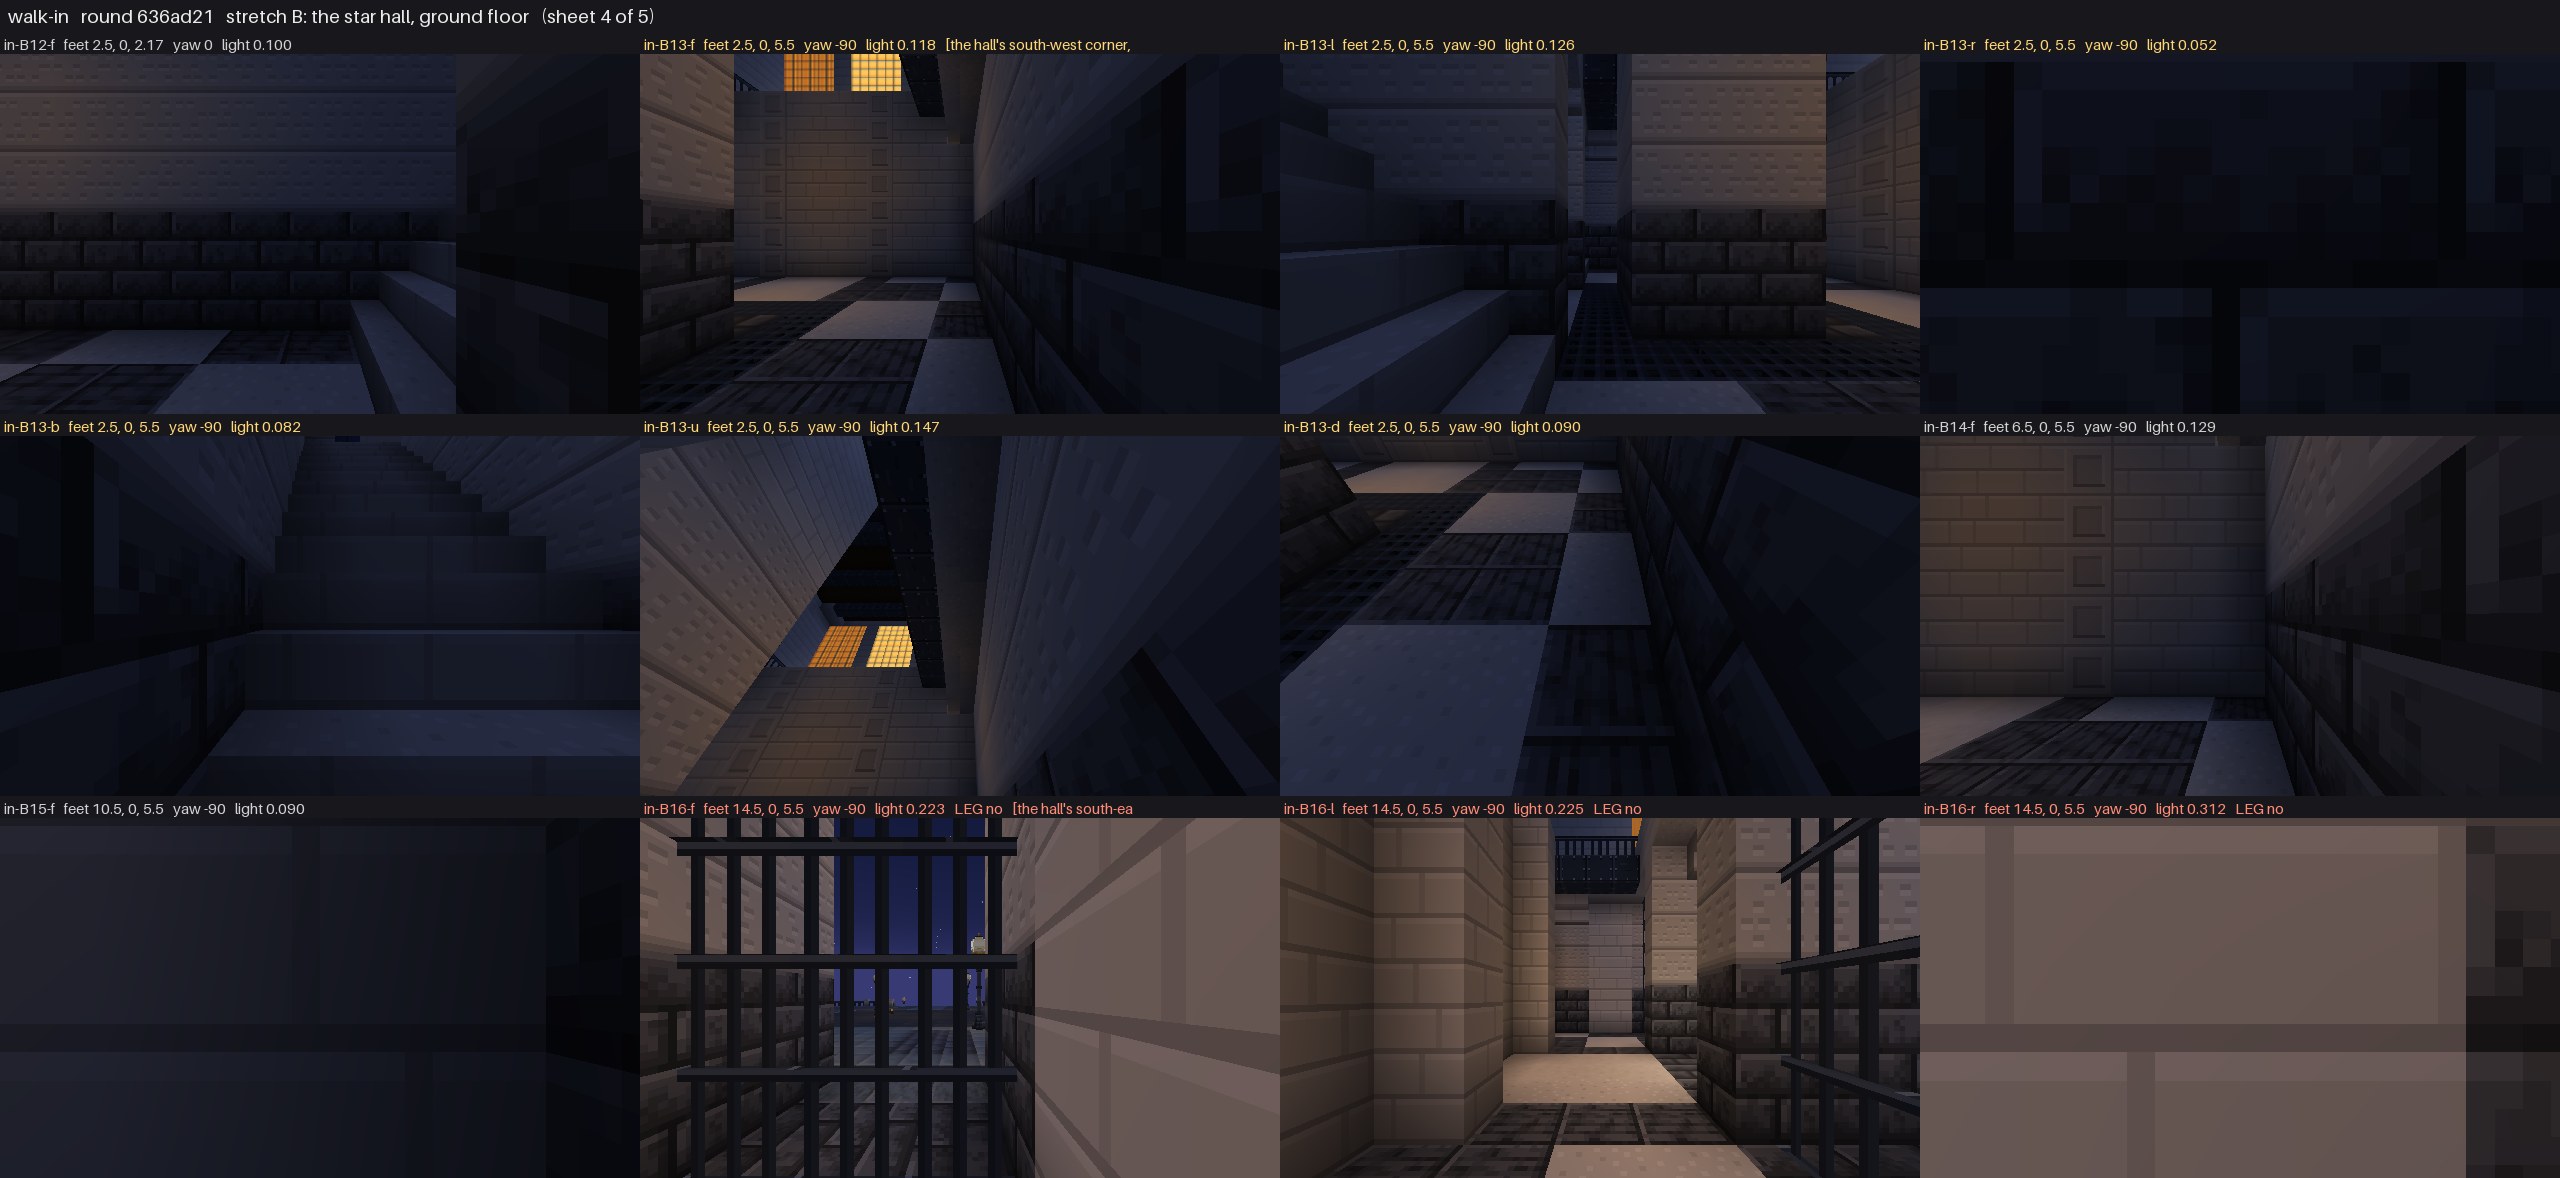 walk-in round 636ad21 stretch B: the star hall, ground floor (sheet 4 of 5)
in-B12-f feet 2.5, 0, 2.17 yaw 0 light 0.100
in-B13-f feet 2.5, 0, 5.5 yaw -90 light 0.118 [the hall's south-west corner,
in-B13-l feet 2.5, 0, 5.5 yaw -90 light 0.126
in-B13-r feet 2.5, 0, 5.5 yaw -90 light 0.052
in-B13-b feet 2.5, 0, 5.5 yaw -90 light 0.082
in-B13-u feet 2.5, 0, 5.5 yaw -90 light 0.147
in-B13-d feet 2.5, 0, 5.5 yaw -90 light 0.090
in-B14-f feet 6.5, 0, 5.5 yaw -90 light 0.129
in-B15-f feet 10.5, 0, 5.5 yaw -90 light 0.090
in-B16-f feet 14.5, 0, 5.5 yaw -90 light 0.223 LEG no [the hall's south-ea
in-B16-l feet 14.5, 0, 5.5 yaw -90 light 0.225 LEG no
in-B16-r feet 14.5, 0, 5.5 yaw -90 light 0.312 LEG no